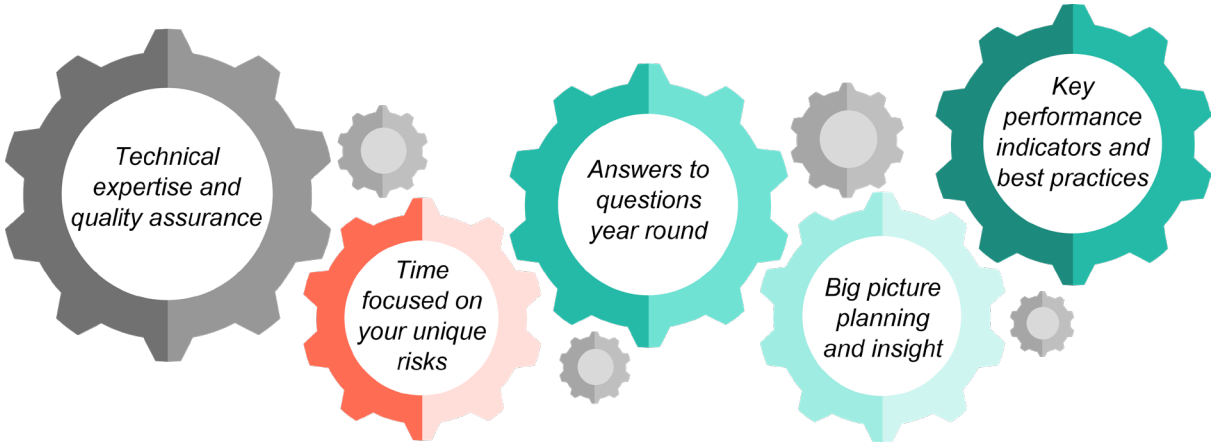 Technical
expertise and
quality assurance
Time
focused on
your unique
risks
Answers to
questions
year round
Big picture
planning
and insight
Key
performance
indicators and
best practices